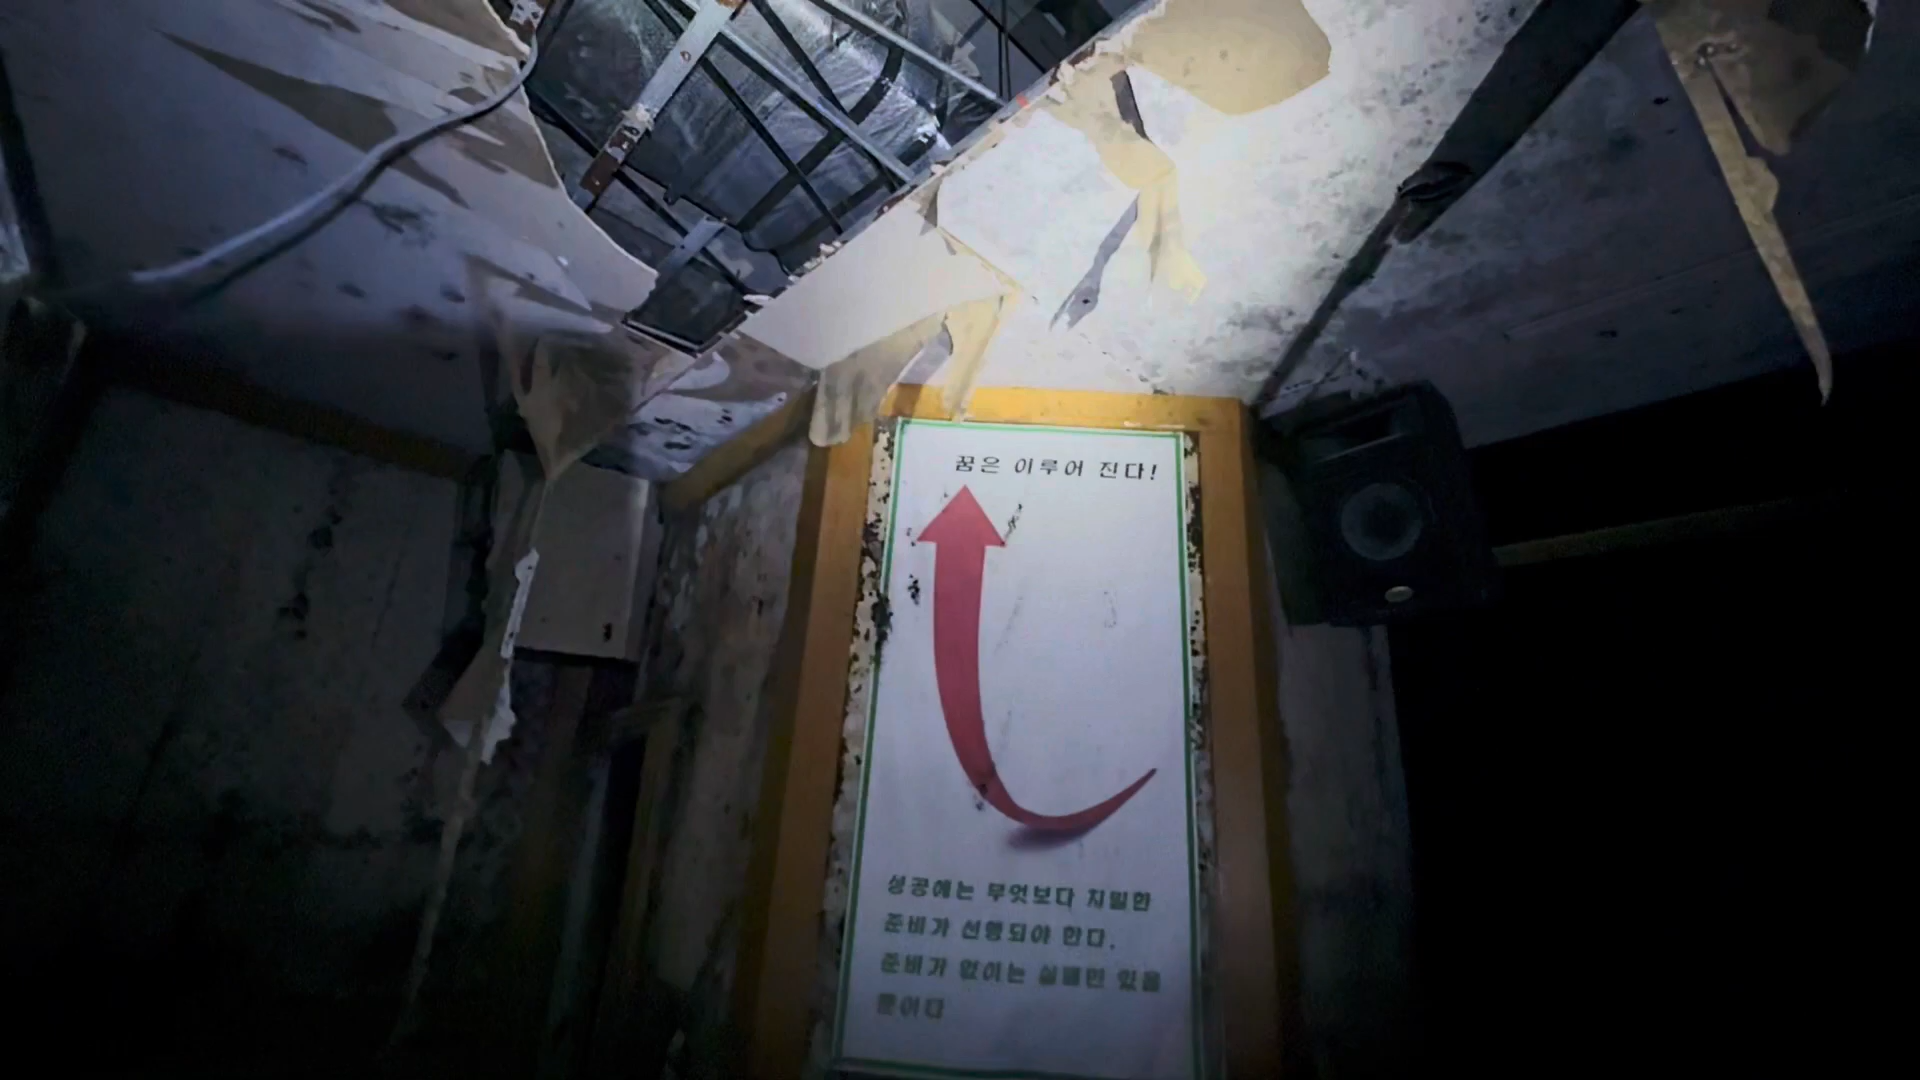 꿈은 이루어 진다!
성공에는 무엇보다 치밀한
준비가 선행되야 한다.
준비가 없이는 실패만 있을
뿐이다